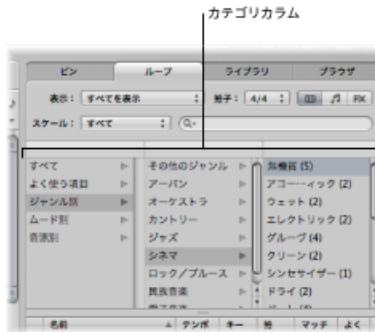 カテゴリカラム
ビン ループ ライブラリ ブラウザ
表示： すべてを表示 拍子： 4/4 FX
スケール： すべて
すべて
よく使う項目
ジャンル別
ムード別
音源別
その他のジャンル
アーバン
オーケストラ
カントリー
ジャズ
シネマ
ロック／ブルース
民族音楽
電子音楽
無機質 (5)
アコー…ィック (2)
ウェット (2)
エレクトリック (2)
グルーヴ (4)
クリーン (2)
シンセサイザー (1)
ドライ (2)
名前 テンポ キー 拍 マッチ よく